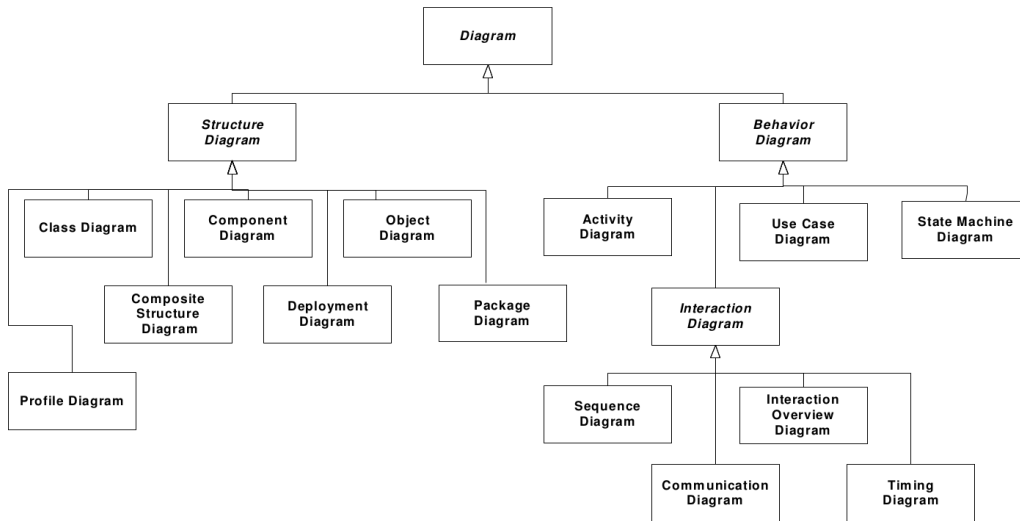 Diagram
Structure
Diagram
Behavior
Diagram
Class Diagram
Component
Diagram
Object
Diagram
Activity
Diagram
Use Case
Diagram
State Machine
Diagram
Composite
Structure
Diagram
Deployment
Diagram
Package
Diagram
Interaction
Diagram
Profile Diagram
Sequence
Diagram
Interaction
Overview
Diagram
Communication
Diagram
Timing
Diagram